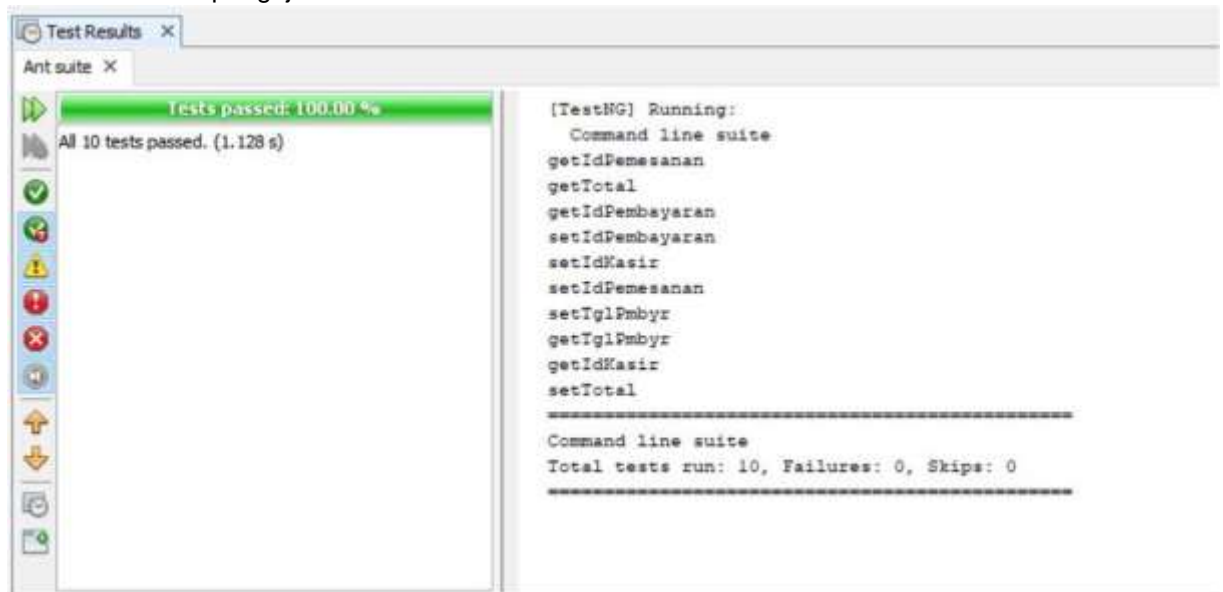 Test Results
Ant suite
Tests passed: 100.00 %
All 10 tests passed. (1.128 s)
[TestNG] Running:
Command line suite
getIdPemesanan
getTotal
getIdPembayaran
setIdPembayaran
setIdKasir
setIdPemesanan
setTglPmbyr
getTglPmbyr
getIdKasir
setTotal
===============================================
Command line suite
Total tests run: 10, Failures: 0, Skips: 0
===============================================